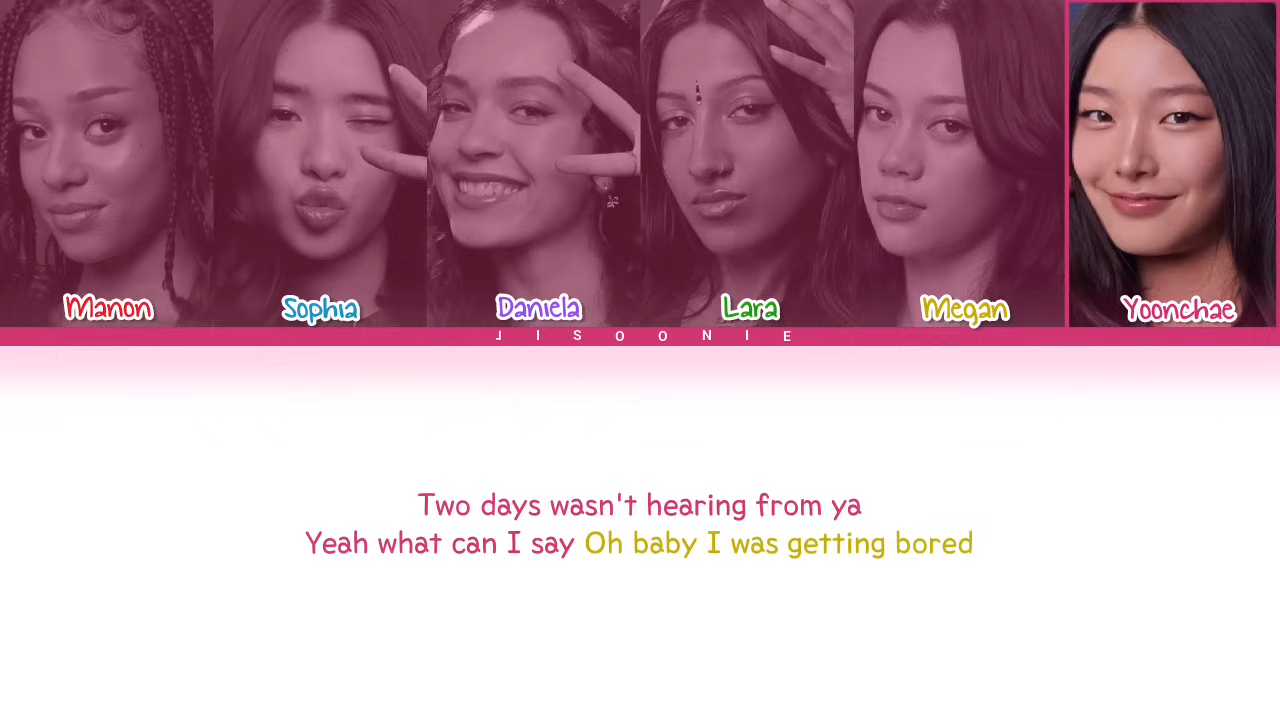 Manon Sophia Daniela Lara Megan Yoonchae
JISOONIE
Two days wasn't hearing from ya
Yeah what can I say Oh baby I was getting bored